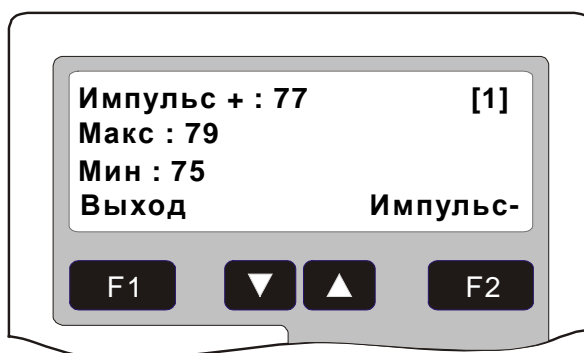 Импульс + : 77 [1]
Макс : 79
Мин : 75
Выход Импульс-
F1 F2